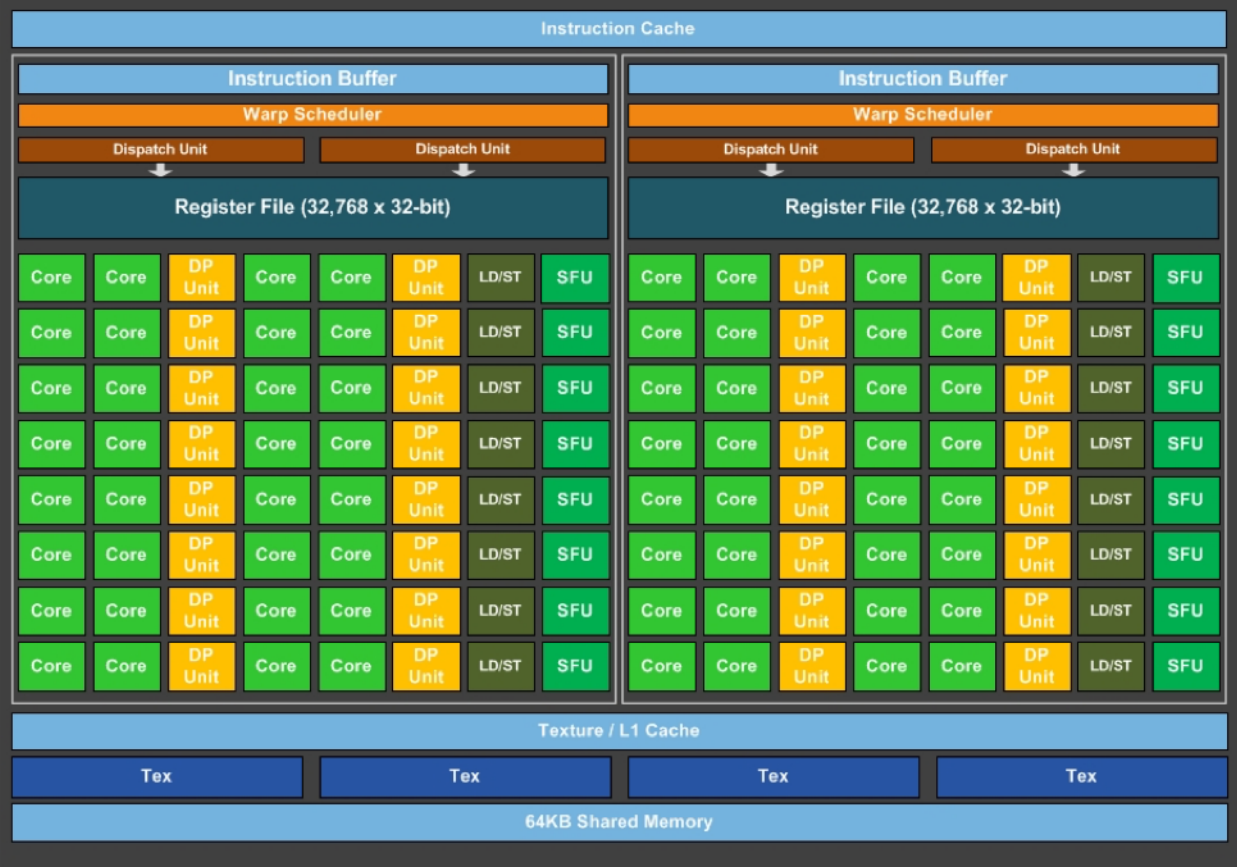 Instruction Cache
Instruction Buffer Instruction Buffer
Warp Scheduler Warp Scheduler
Dispatch Unit Dispatch Unit Dispatch Unit Dispatch Unit
Register File (32,768 x 32-bit) Register File (32,768 x 32-bit)
Core Core DP Unit Core Core DP Unit LD/ST SFU Core Core DP Unit Core Core DP Unit LD/ST SFU
Core Core DP Unit Core Core DP Unit LD/ST SFU Core Core DP Unit Core Core DP Unit LD/ST SFU
Core Core DP Unit Core Core DP Unit LD/ST SFU Core Core DP Unit Core Core DP Unit LD/ST SFU
Core Core DP Unit Core Core DP Unit LD/ST SFU Core Core DP Unit Core Core DP Unit LD/ST SFU
Core Core DP Unit Core Core DP Unit LD/ST SFU Core Core DP Unit Core Core DP Unit LD/ST SFU
Core Core DP Unit Core Core DP Unit LD/ST SFU Core Core DP Unit Core Core DP Unit LD/ST SFU
Core Core DP Unit Core Core DP Unit LD/ST SFU Core Core DP Unit Core Core DP Unit LD/ST SFU
Core Core DP Unit Core Core DP Unit LD/ST SFU Core Core DP Unit Core Core DP Unit LD/ST SFU
Texture / L1 Cache
Tex Tex Tex Tex
64KB Shared Memory